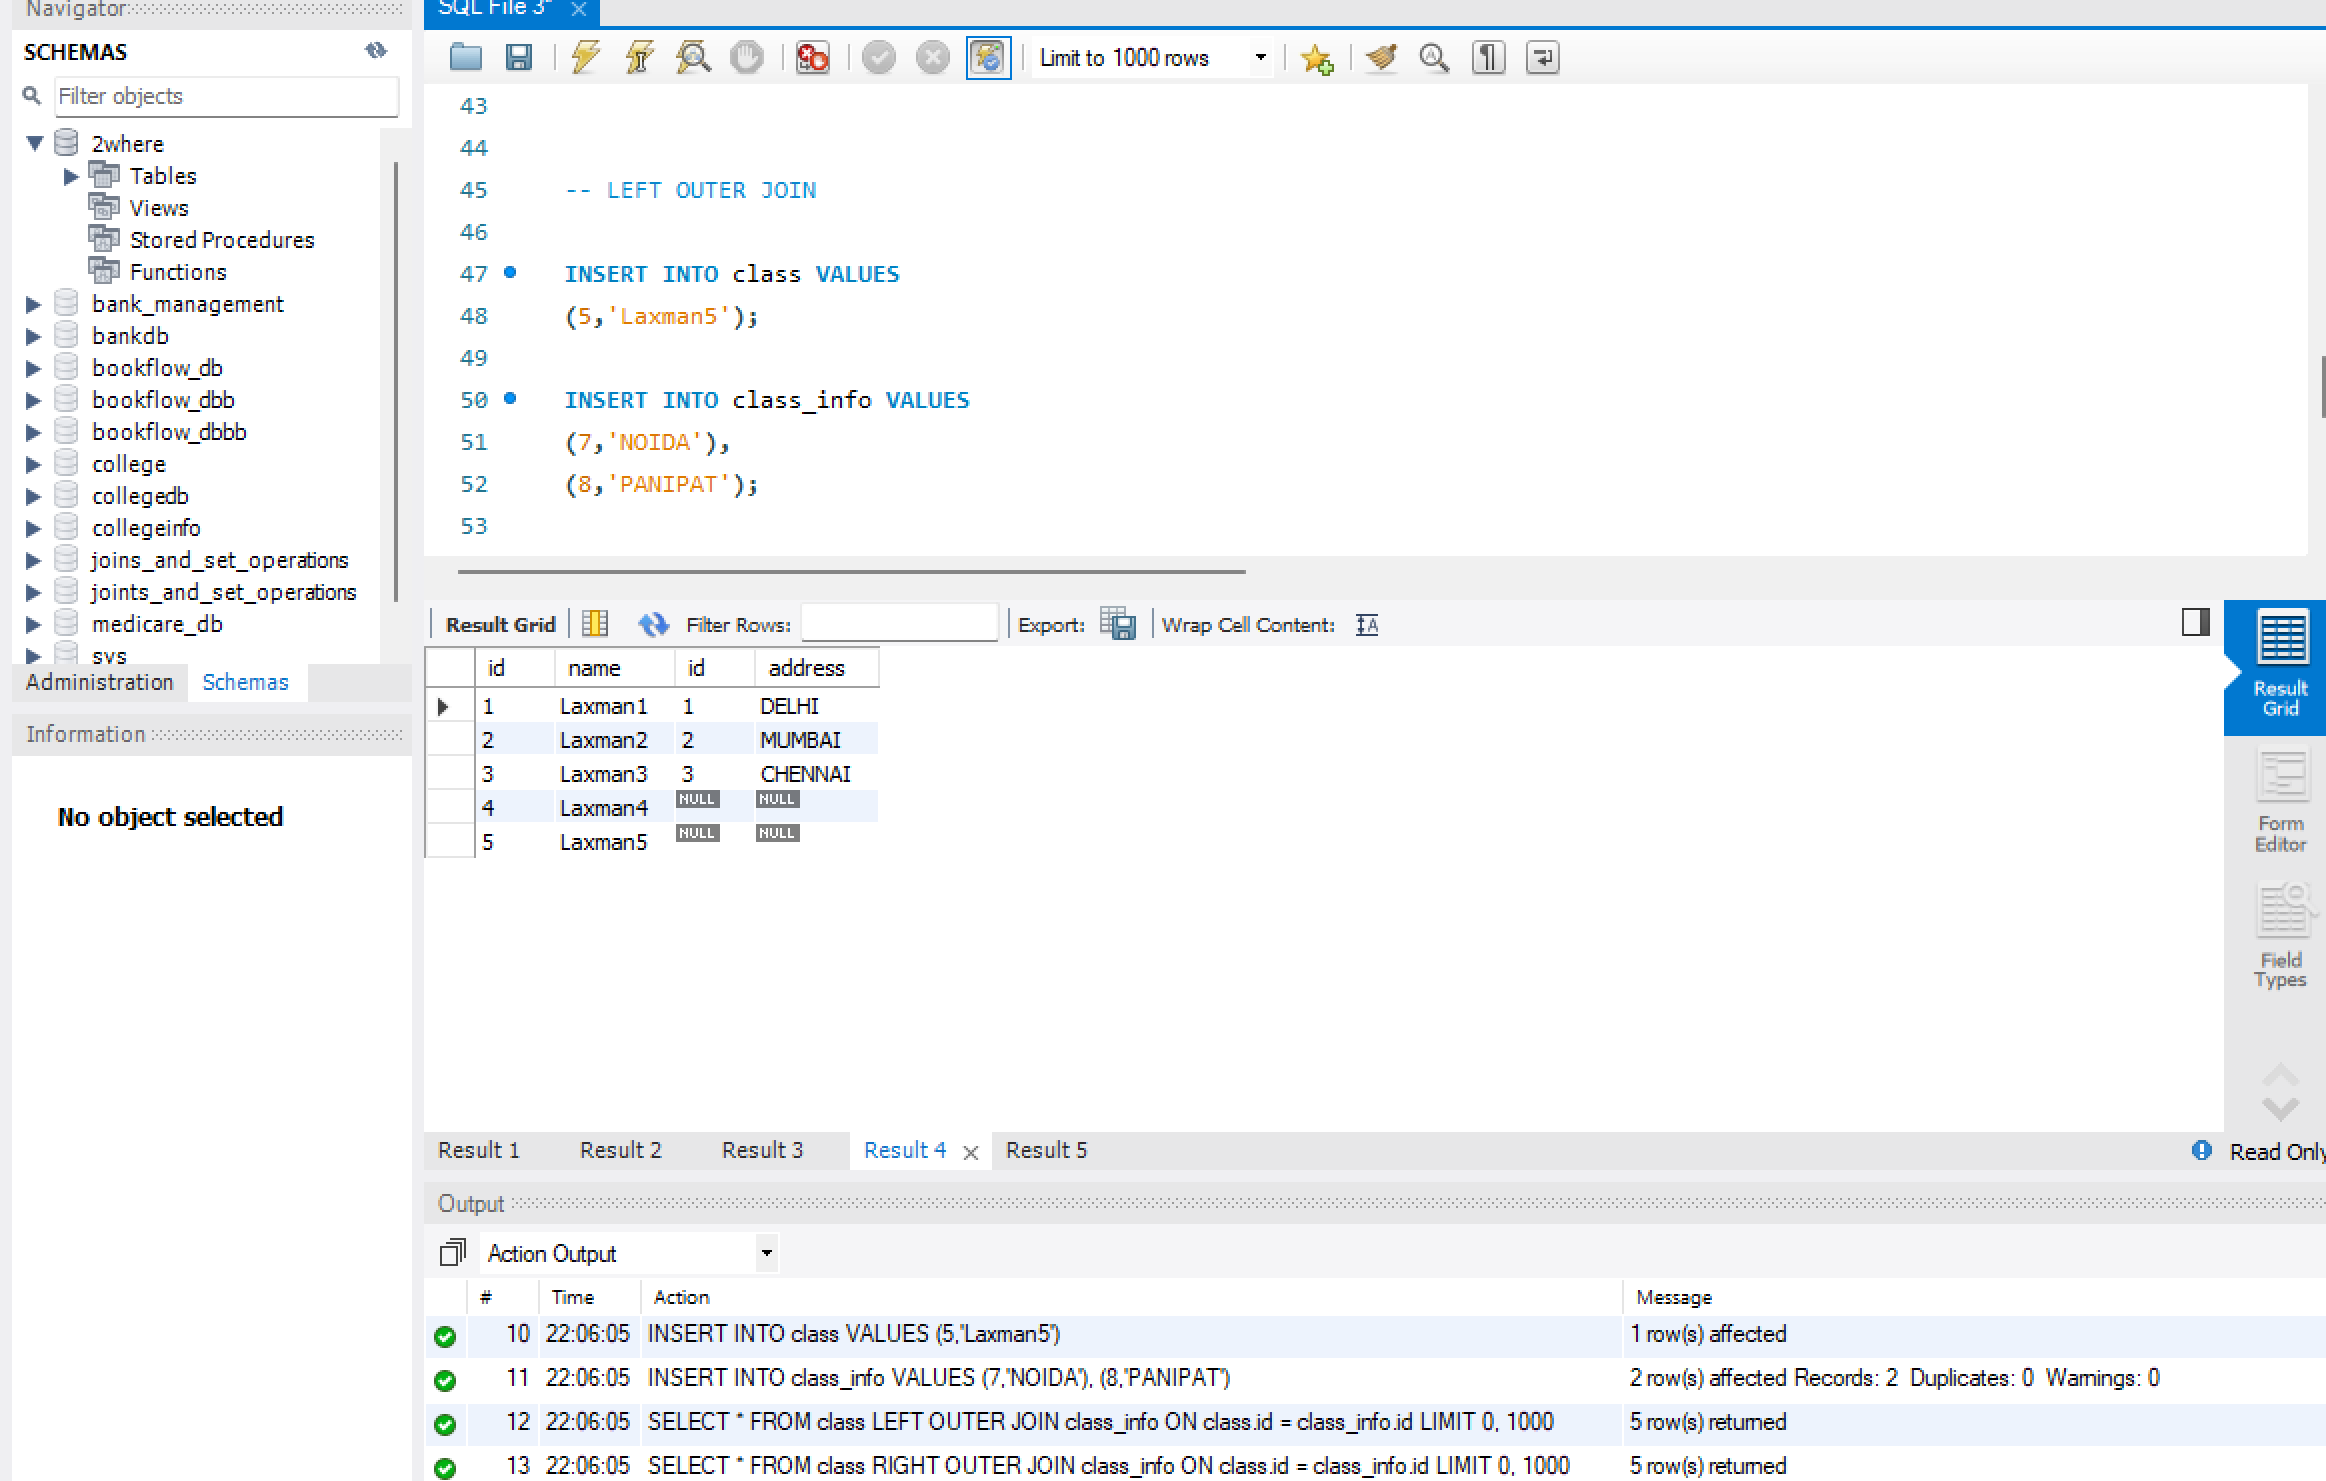 Navigator
SCHEMAS
Filter objects
2where
Tables
Views
Stored Procedures
Functions
bank_management
bankdb
bookflow_db
bookflow_dbb
bookflow_dbbb
college
collegedb
collegeinfo
joins_and_set_operations
joints_and_set_operations
medicare_db
sys
Administration Schemas
Information
No object selected
SQL File 3*
Limit to 1000 rows
43
44
45 -- LEFT OUTER JOIN
46
47 INSERT INTO class VALUES
48 (5,'Laxman5');
49
50 INSERT INTO class_info VALUES
51 (7,'NOIDA'),
52 (8,'PANIPAT');
53
Result Grid Filter Rows: Export: Wrap Cell Content:
id name id address
1 Laxman1 1 DELHI
2 Laxman2 2 MUMBAI
3 Laxman3 3 CHENNAI
4 Laxman4 NULL NULL
5 Laxman5 NULL NULL
Result
Grid
Form
Editor
Field
Types
Result 1 Result 2 Result 3 Result 4 Result 5 Read Only
Output
Action Output
# Time Action Message
10 22:06:05 INSERT INTO class VALUES (5,'Laxman5') 1 row(s) affected
11 22:06:05 INSERT INTO class_info VALUES (7,'NOIDA'), (8,'PANIPAT') 2 row(s) affected Records: 2 Duplicates: 0 Warnings: 0
12 22:06:05 SELECT * FROM class LEFT OUTER JOIN class_info ON class.id = class_info.id LIMIT 0, 1000 5 row(s) returned
13 22:06:05 SELECT * FROM class RIGHT OUTER JOIN class_info ON class.id = class_info.id LIMIT 0, 1000 5 row(s) returned